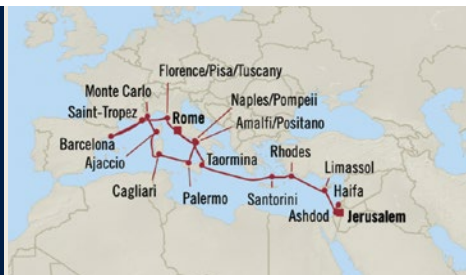 Florence/Pisa/Tuscany
Monte Carlo
Saint-Tropez
Rome
Naples/Pompeii
Amalfi/Positano
Barcelona
Ajaccio
Taormina
Rhodes
Limassol
Cagliari
Palermo
Santorini
Haifa
Ashdod
Jerusalem